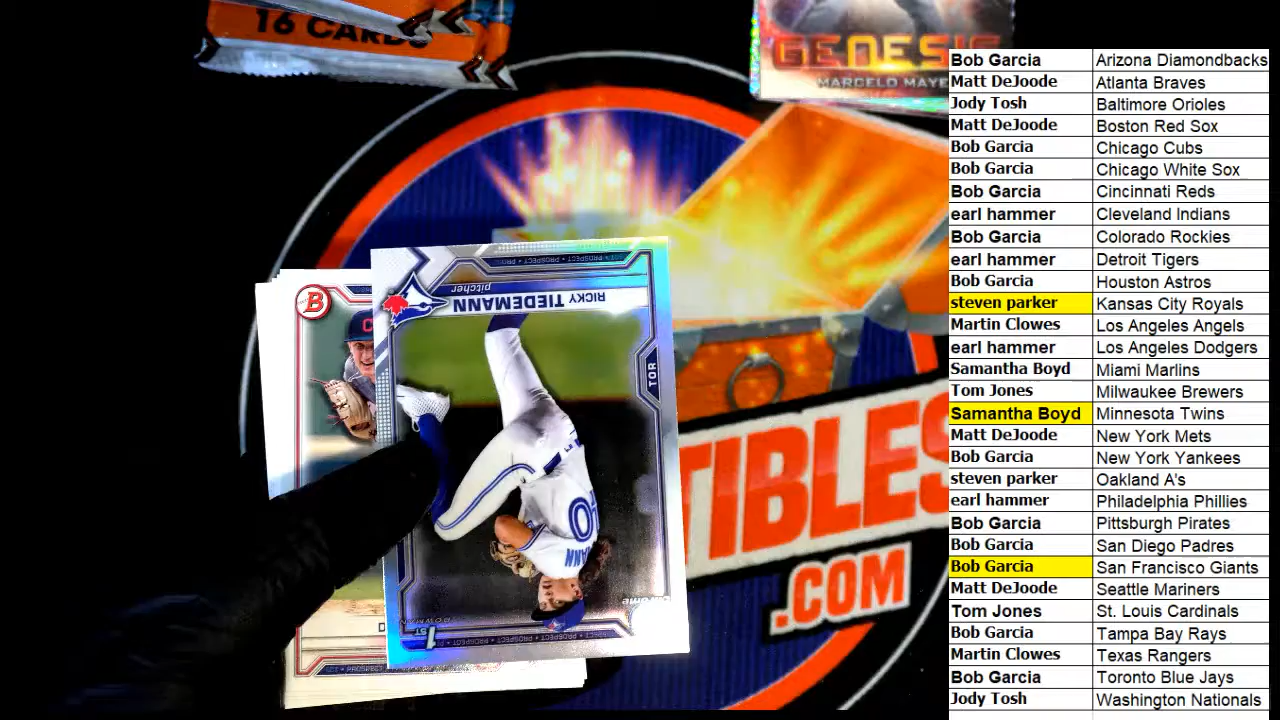 16 CARDS
GENESIS
MARCELO MAYE
Bob Garcia Arizona Diamondbacks
Matt DeJoode Atlanta Braves
Jody Tosh Baltimore Orioles
Matt DeJoode Boston Red Sox
Bob Garcia Chicago Cubs
Bob Garcia Chicago White Sox
Bob Garcia Cincinnati Reds
earl hammer Cleveland Indians
Bob Garcia Colorado Rockies
earl hammer Detroit Tigers
Bob Garcia Houston Astros
steven parker Kansas City Royals
Martin Clowes Los Angeles Angels
earl hammer Los Angeles Dodgers
Samantha Boyd Miami Marlins
Tom Jones Milwaukee Brewers
Samantha Boyd Minnesota Twins
Matt DeJoode New York Mets
Bob Garcia New York Yankees
steven parker Oakland A's
earl hammer Philadelphia Phillies
Bob Garcia Pittsburgh Pirates
Bob Garcia San Diego Padres
Bob Garcia San Francisco Giants
Matt DeJoode Seattle Mariners
Tom Jones St. Louis Cardinals
Bob Garcia Tampa Bay Rays
Martin Clowes Texas Rangers
Bob Garcia Toronto Blue Jays
Jody Tosh Washington Nationals
B
C
RICKY TIEDEMANN
pitcher
TOR
1ST
TIBLES
.COM